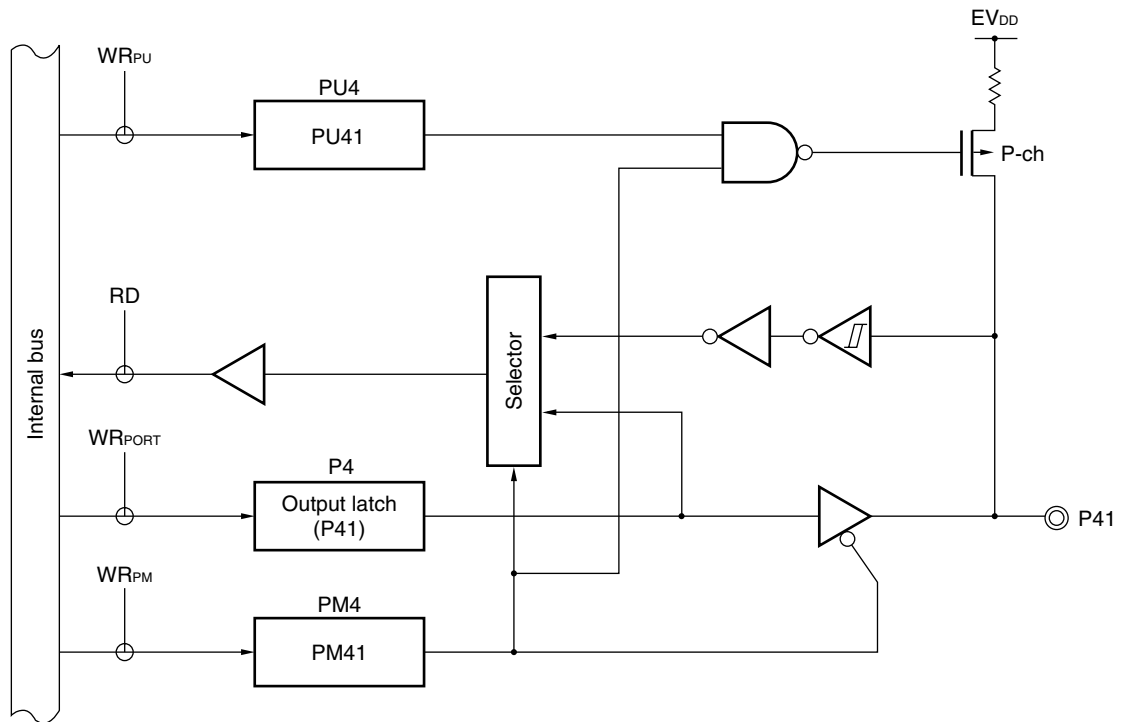 EVDD
WRPU
PU4
PU41
P-ch
RD
Selector
Internal bus
WRPORT
P4
Output latch
(P41)
P41
WRPM
PM4
PM41